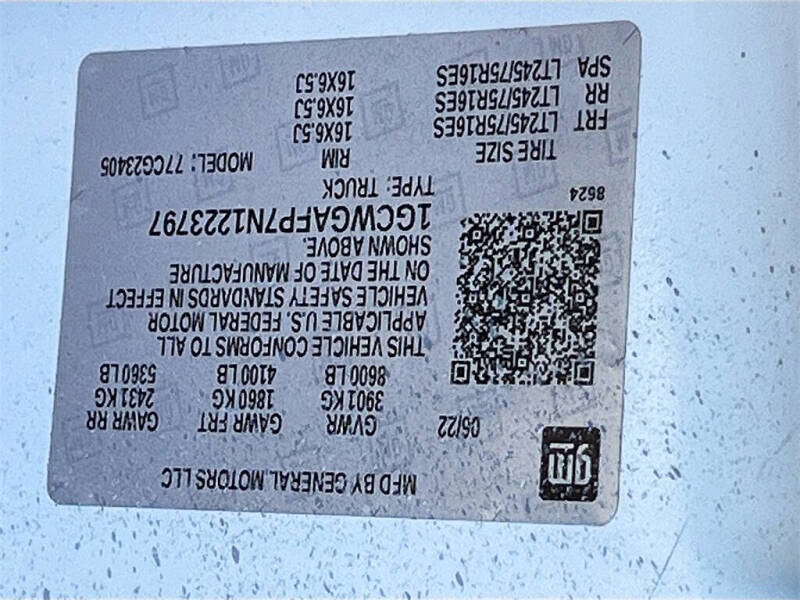 gm
MFD BY GENERAL MOTORS LLC
05/22 GVWR GAWR FRT GAWR RR
3901 KG 1860 KG 2431 KG
8600 LB 4100 LB 5360 LB
THIS VEHICLE CONFORMS TO ALL
APPLICABLE U.S. FEDERAL MOTOR
VEHICLE SAFETY STANDARDS IN EFFECT
ON THE DATE OF MANUFACTURE
SHOWN ABOVE.
1GCWGAFP7N1223797
8624 TYPE: TRUCK
TIRE SIZE RIM MODEL: 77CG23405
FRT LT245/75R16ES 16X6.5J
RR LT245/75R16ES 16X6.5J
SPA LT245/75R16ES 16X6.5J